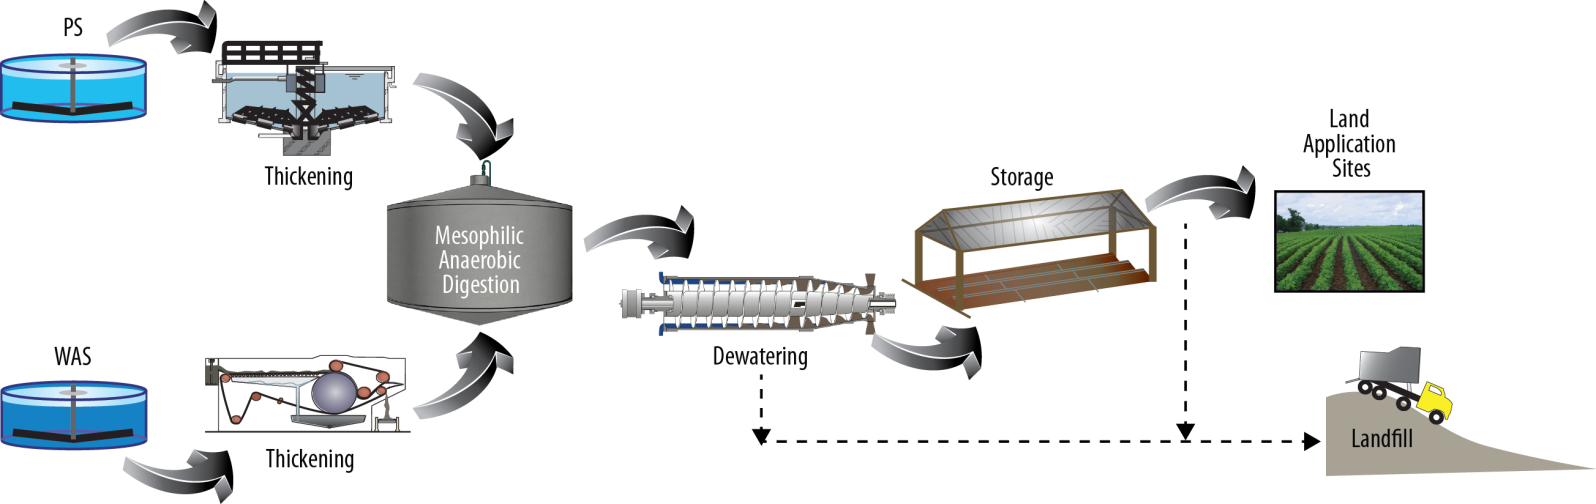 PS
Thickening
WAS
Thickening
Mesophilic
Anaerobic
Digestion
Dewatering
Storage
Land
Application
Sites
Landfill